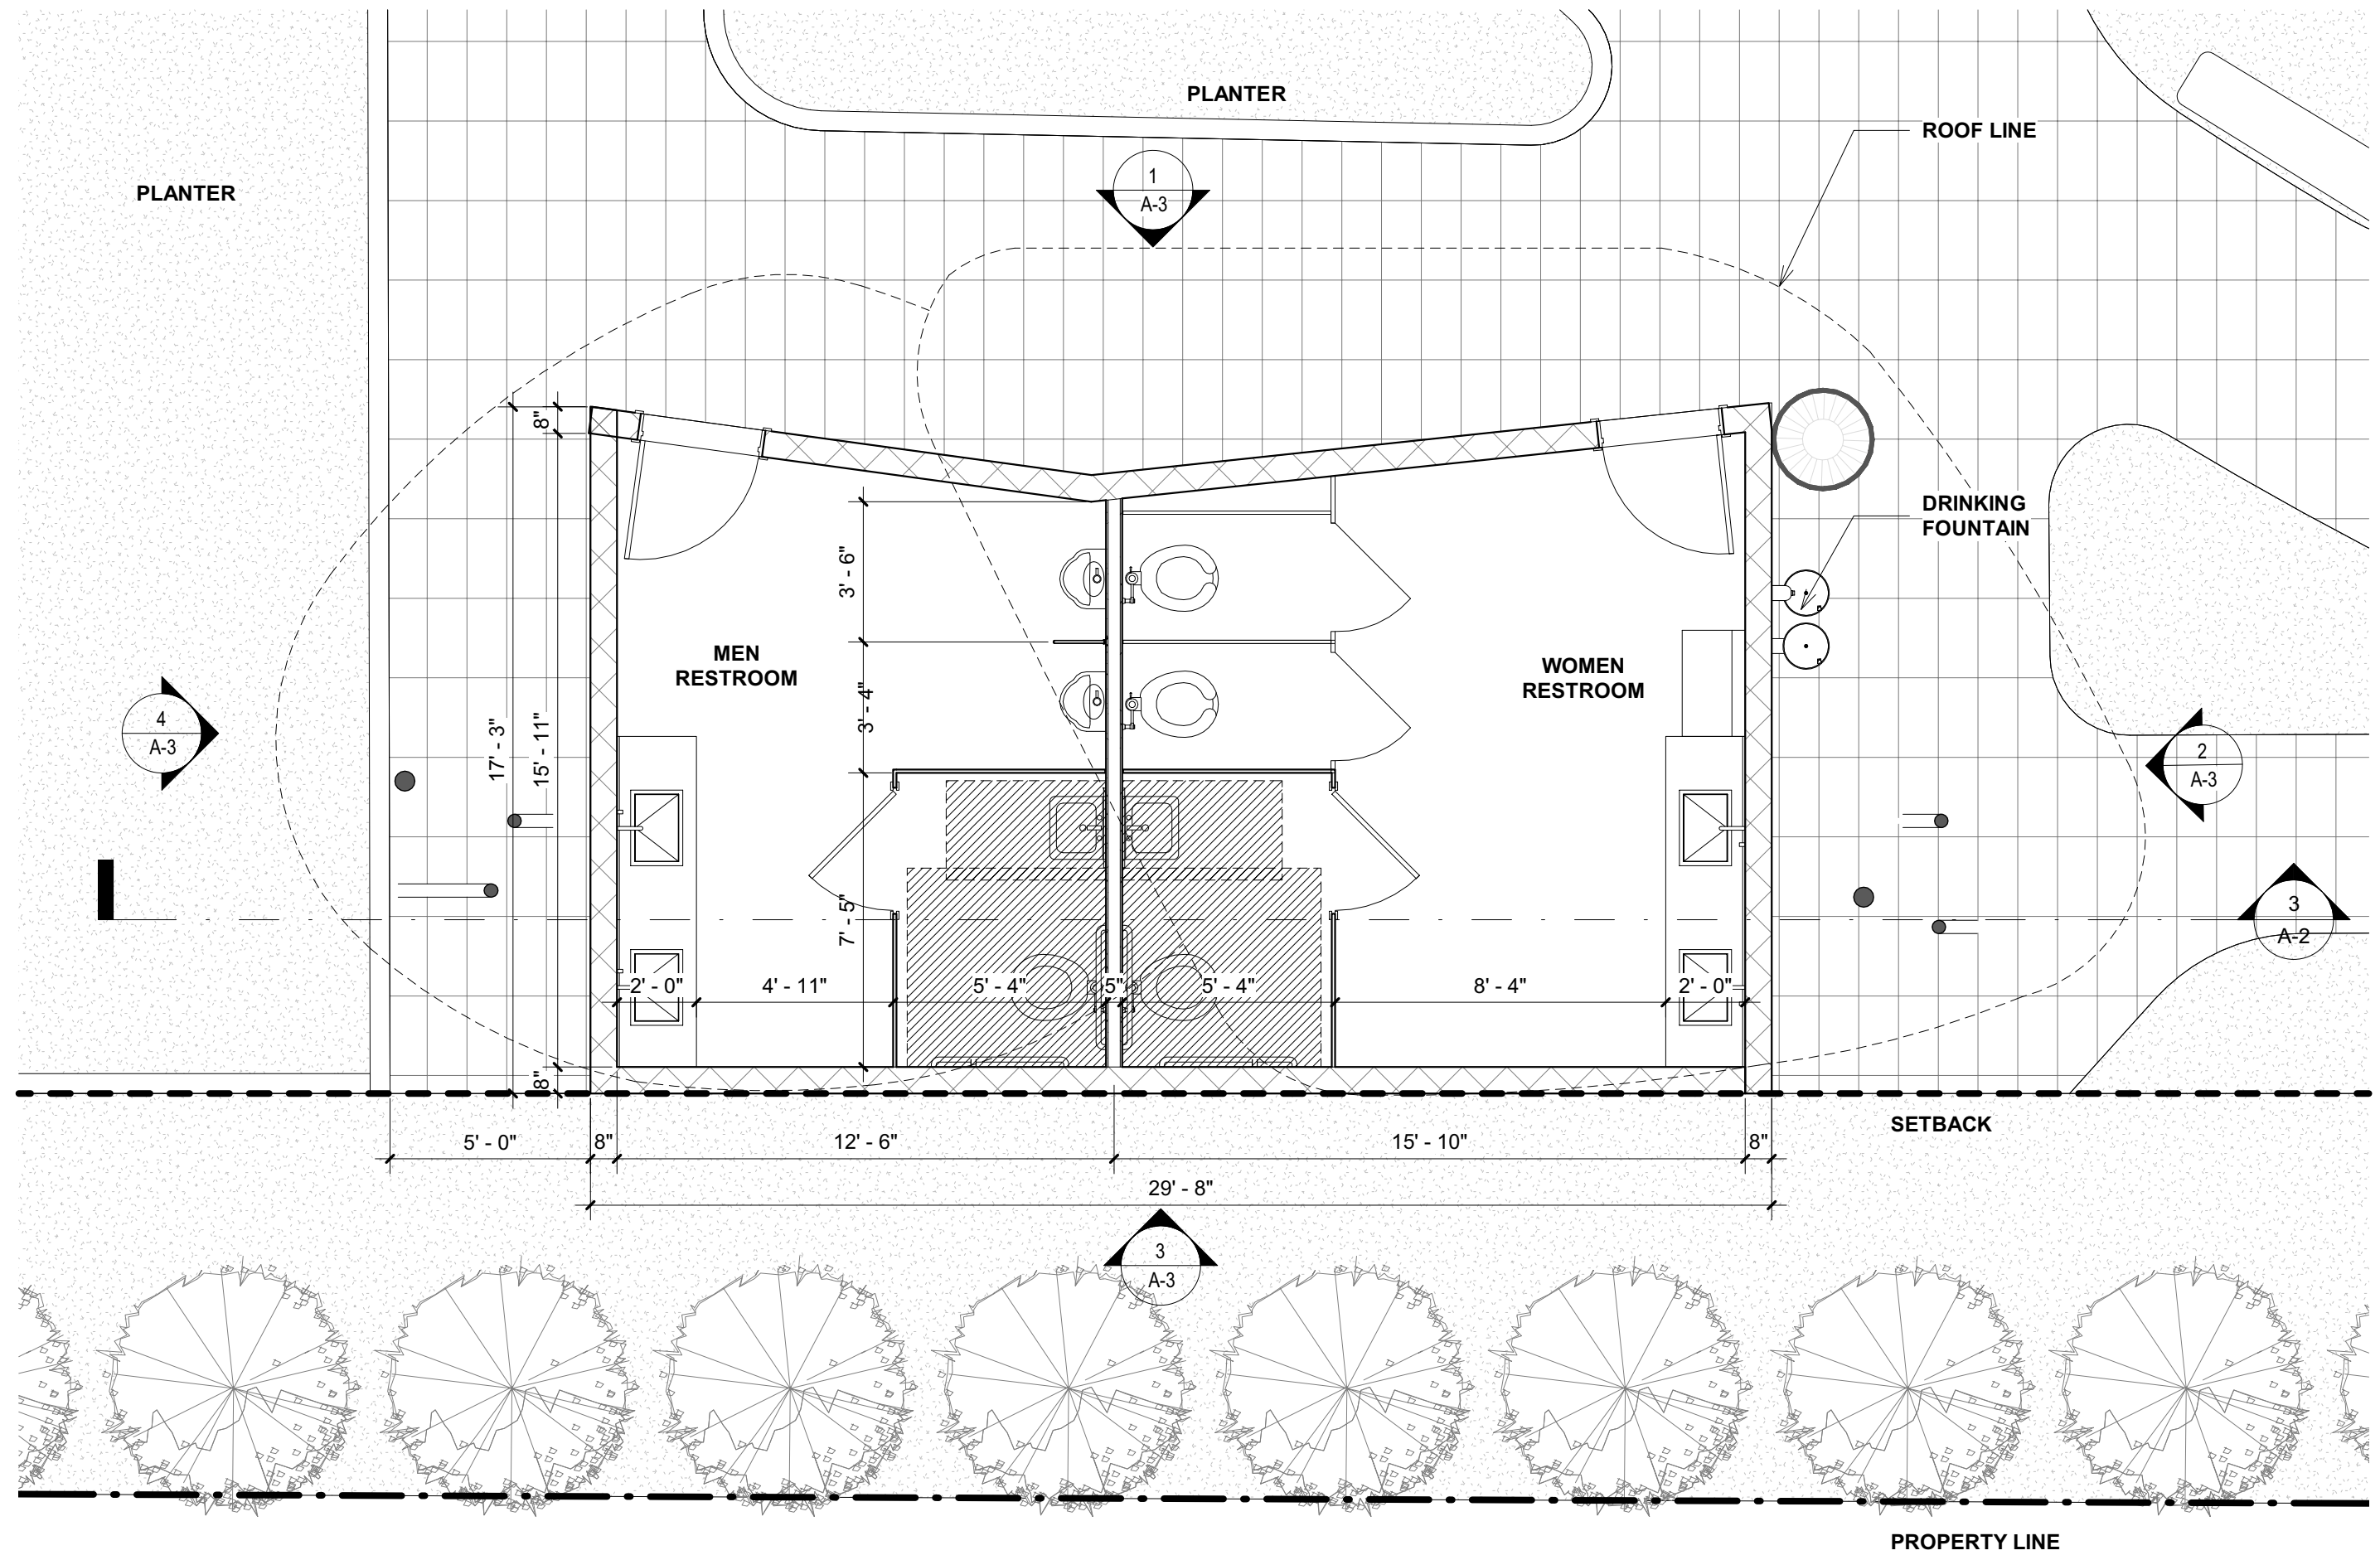 PLANTER
ROOF LINE
PLANTER
1
A-3
8"
DRINKING
FOUNTAIN
3' - 6"
MEN
RESTROOM
WOMEN
RESTROOM
3' - 4"
4
A-3
17' - 3"
15' - 11"
2
A-3
7' - 5"
3
A-2
2' - 0"
4' - 11"
5' - 4"
5"
5' - 4"
8' - 4"
2' - 0"
8"
SETBACK
5' - 0"
8"
12' - 6"
15' - 10"
8"
29' - 8"
3
A-3
PROPERTY LINE